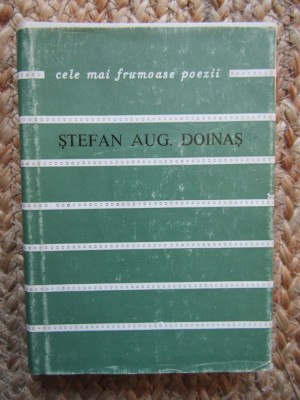 cele mai frumoase poezii
ŞTEFAN AUG. DOINAŞ